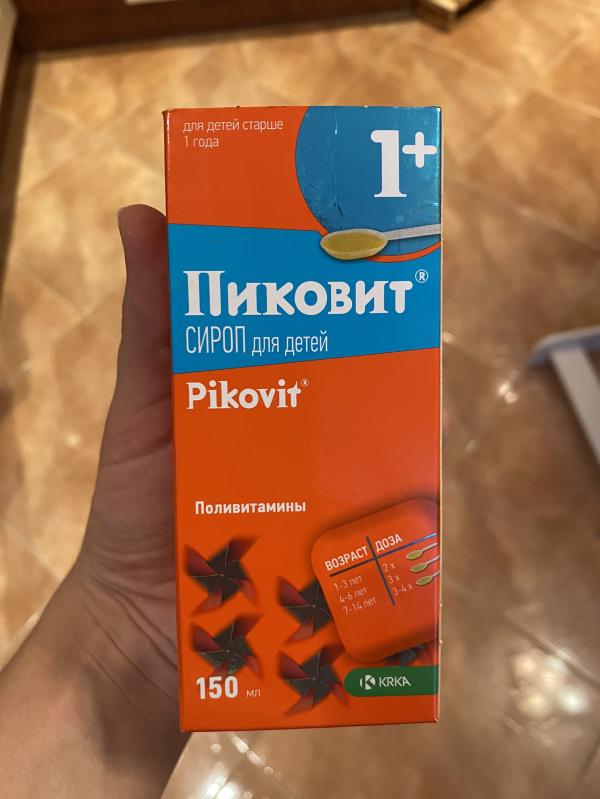 для детей старше
1 года
1+
Пиковит®
СИРОП для детей
Pikovit®
Поливитамины
ВОЗРАСТ ДОЗА
1-3 лет 2 x
4-6 лет 3 x
7-14 лет 3-4 x
150 мл
KRKA